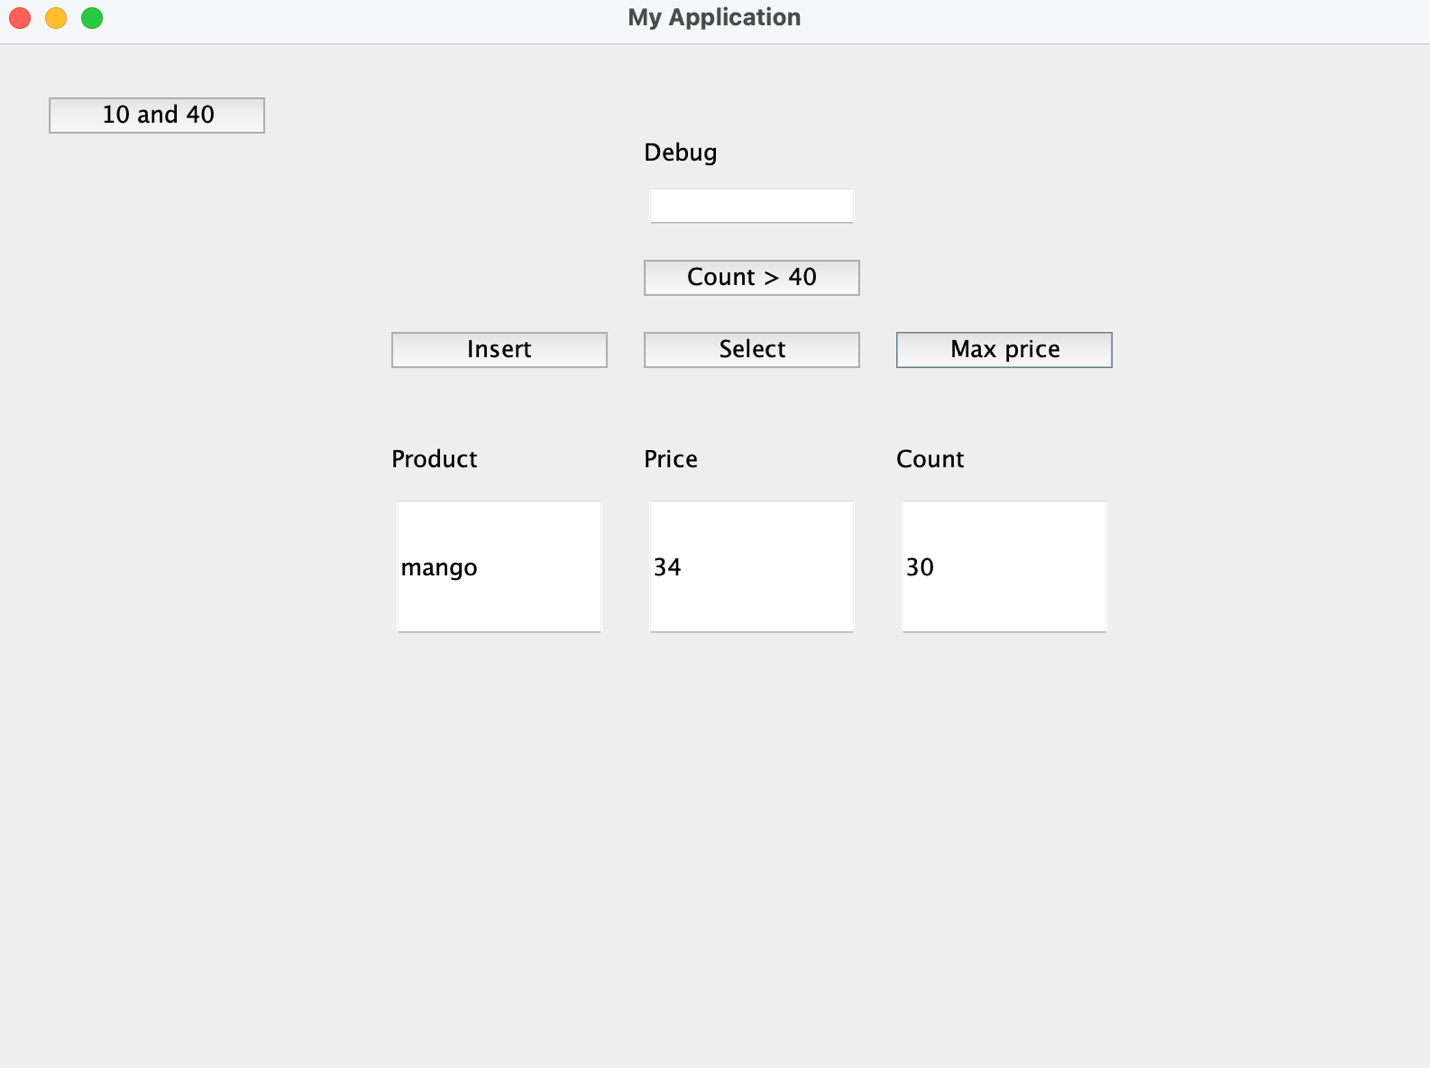 My Application
10 and 40
Debug
Count > 40
Insert
Select
Max price
Product
Price
Count
mango
34
30